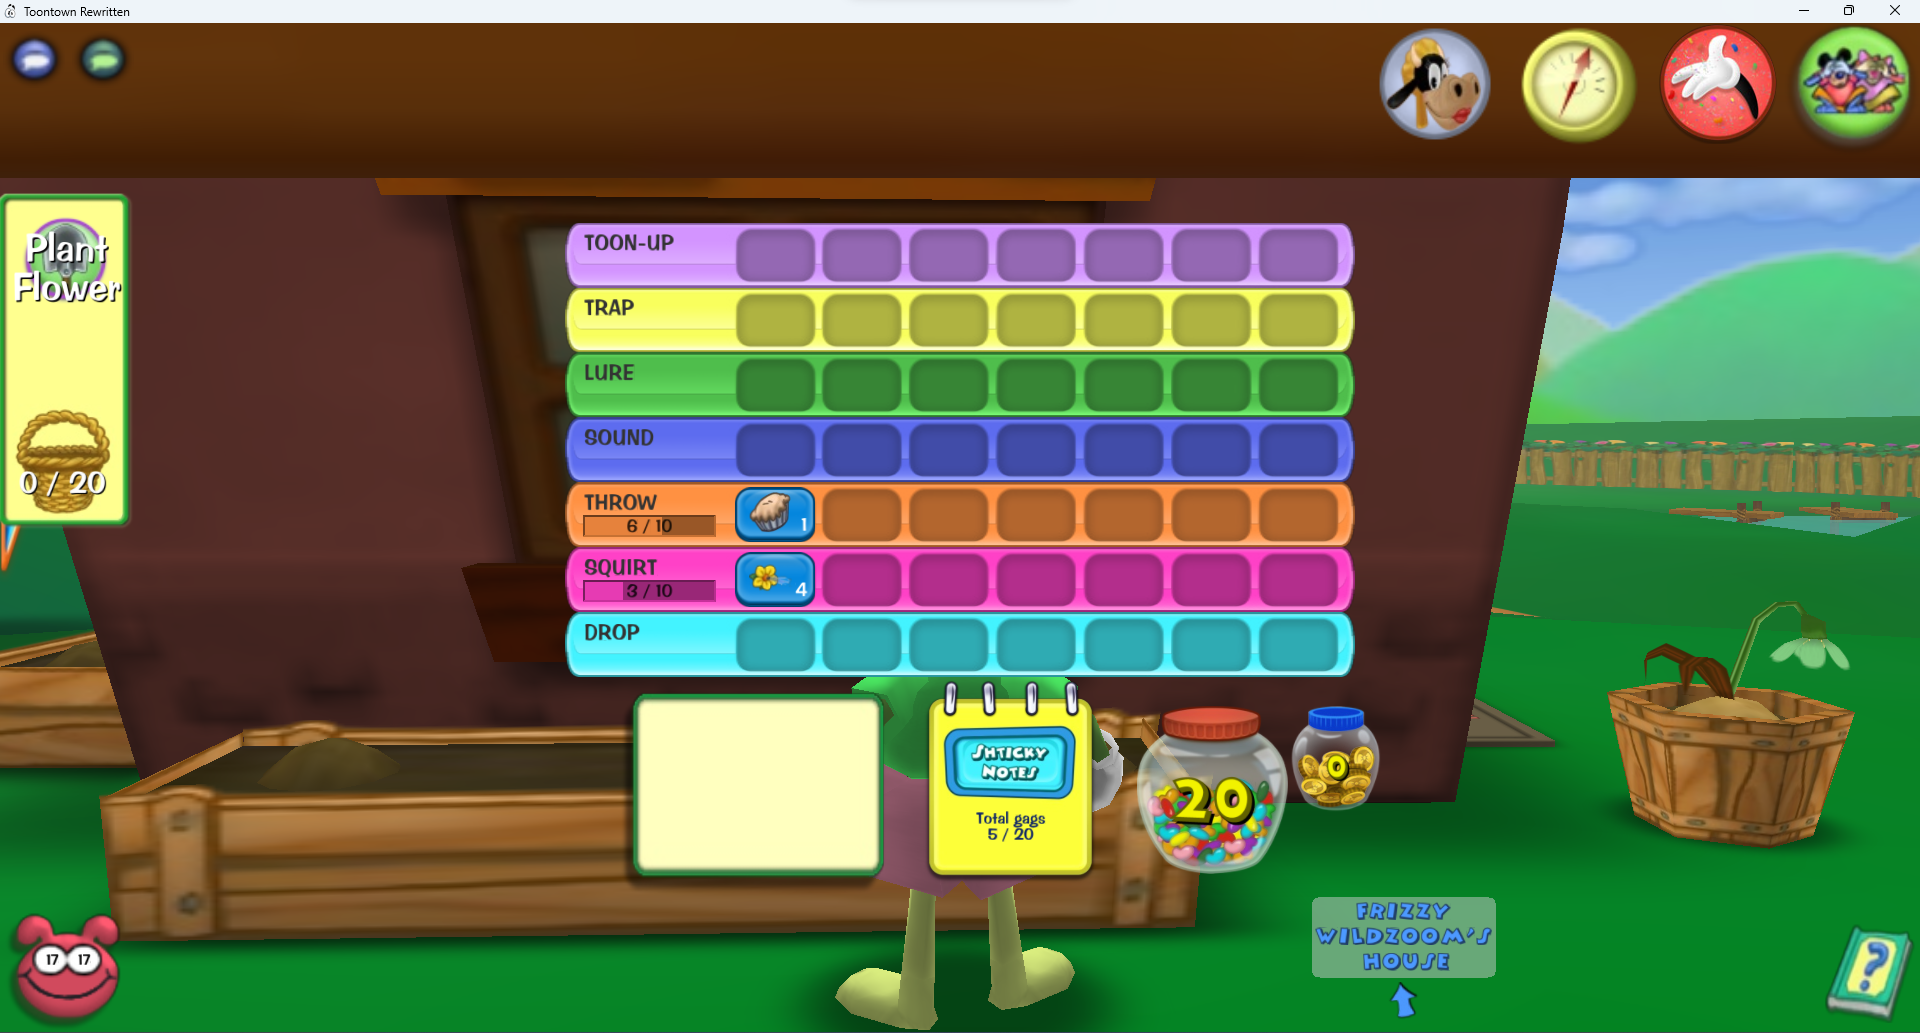 Toontown Rewritten
Plant
Flower
0 / 20
TOON-UP
TRAP
LURE
SOUND
THROW
6 / 10
1
SQUIRT
3 / 10
4
DROP
SHTICKY
NOTES
Total gags
5 / 20
20
0
FRIZZY
WILDZOOM'S
HOUSE
17 17
?